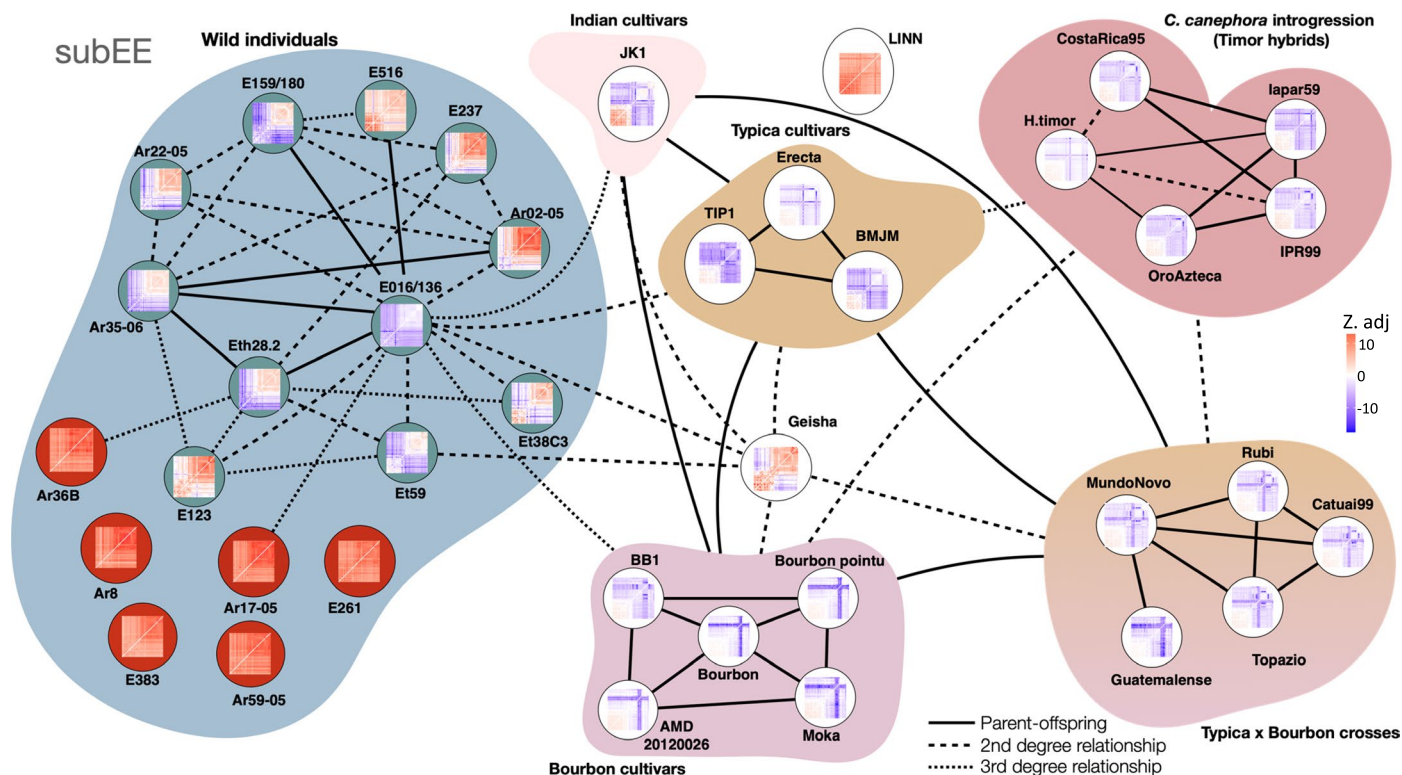 subEE
Wild individuals
E159/180
E516
E237
Ar22-05
Ar02-05
Ar35-06
E016/136
Eth28.2
Et38C3
Et59
E123
Ar36B
Ar8
Ar17-05
E261
E383
Ar59-05
Indian cultivars
JK1
LINN
Typica cultivars
Erecta
TIP1
BMJM
Geisha
C. canephora introgression
(Timor hybrids)
CostaRica95
Iapar59
H.timor
OroAzteca
IPR99
Z. adj
10
0
-10
Rubi
MundoNovo
Catuai99
Topazio
Guatemalense
Typica x Bourbon crosses
BB1
Bourbon pointu
Bourbon
AMD
20120026
Moka
Bourbon cultivars
Parent-offspring
2nd degree relationship
3rd degree relationship